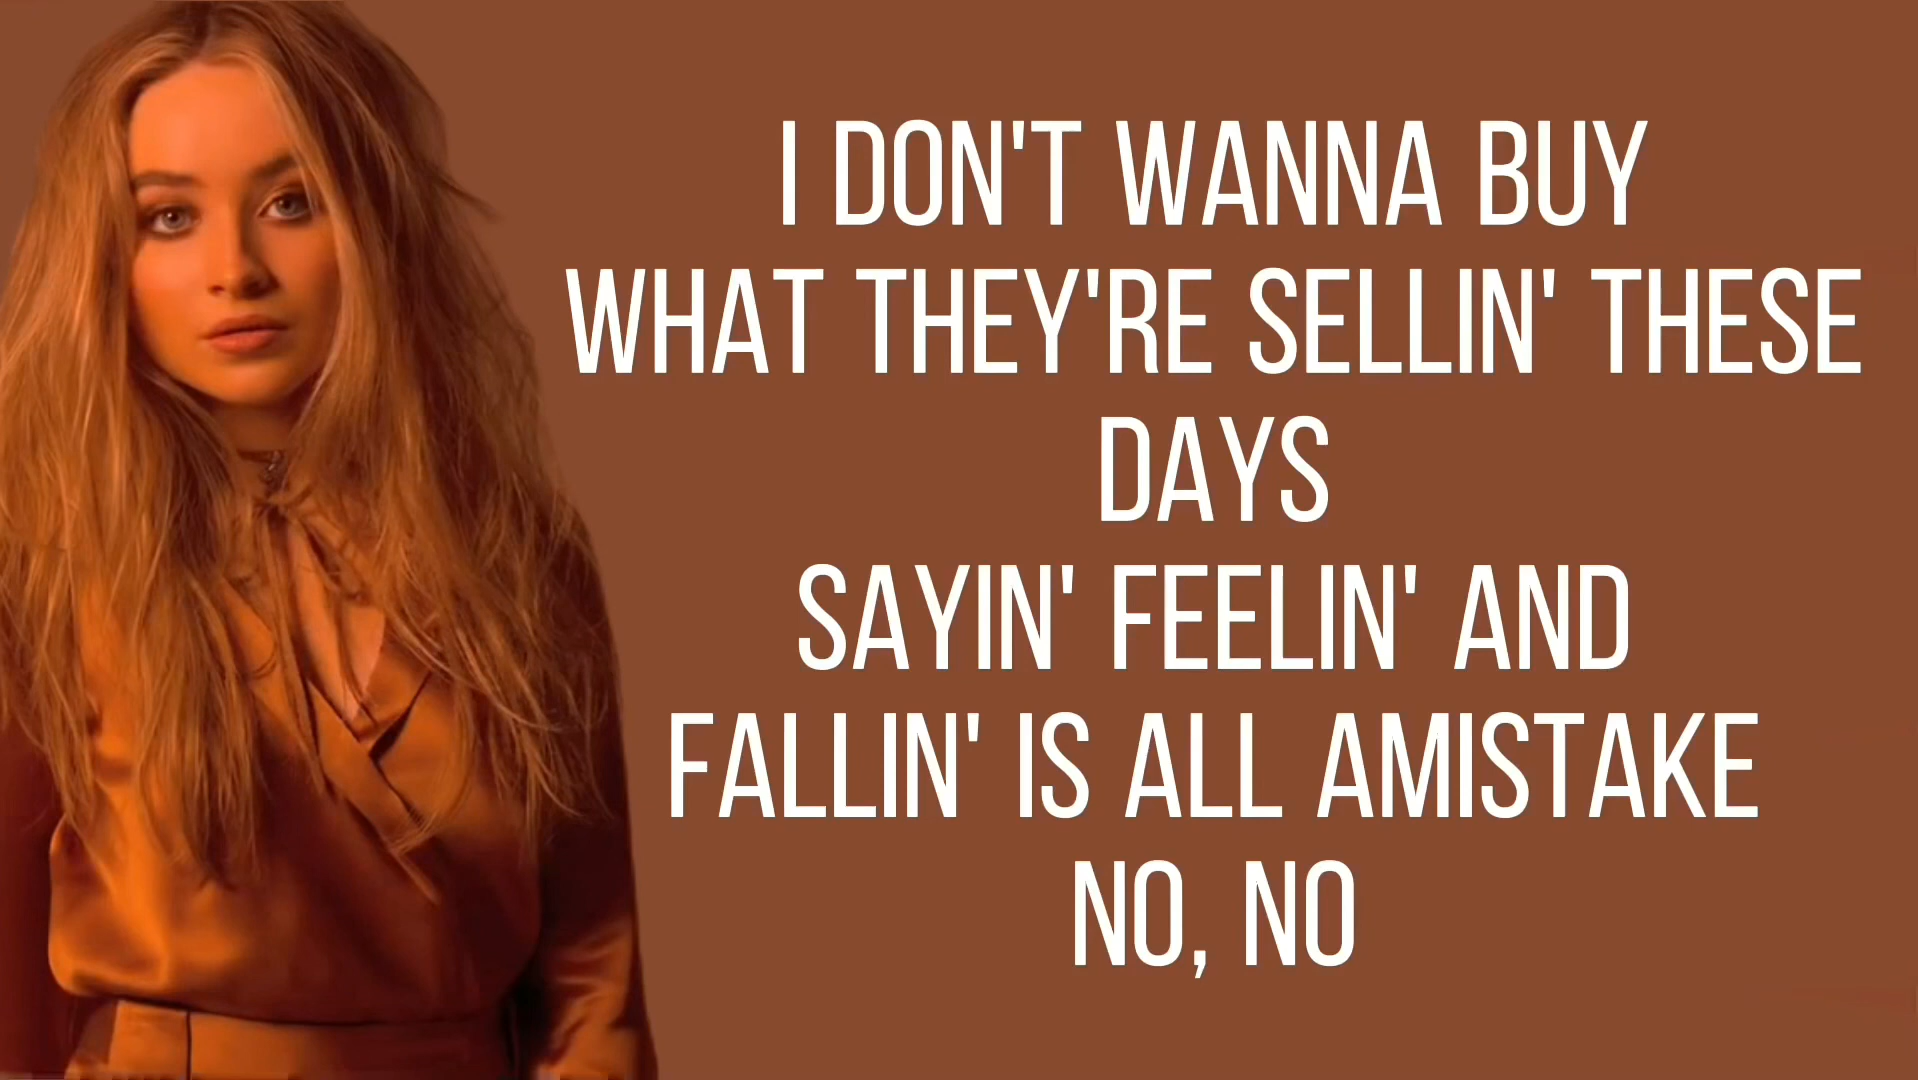 I DON'T WANNA BUY
WHAT THEY'RE SELLIN' THESE
DAYS
SAYIN' FEELIN' AND
FALLIN' IS ALL AMISTAKE
NO, NO